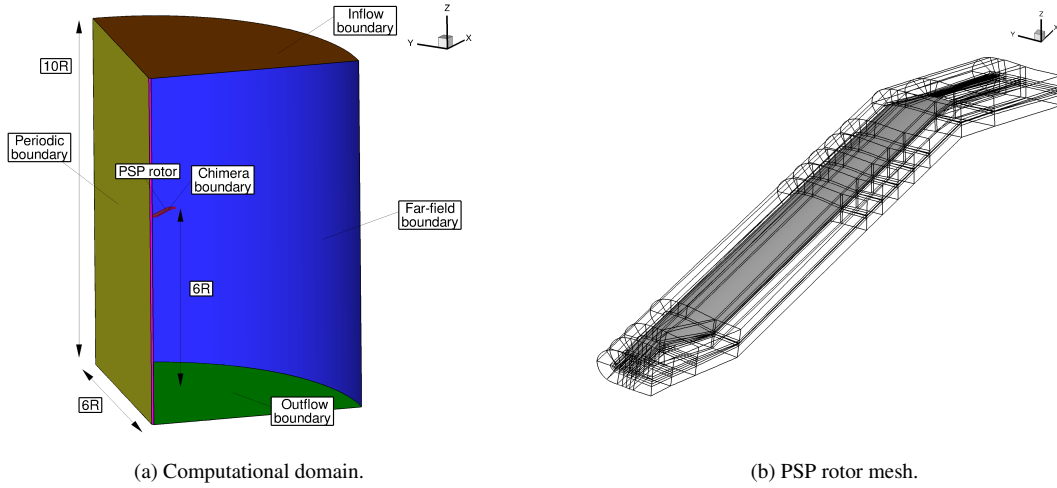 Inflow
boundary
Z
Y
X
10R
Periodic
boundary
PSP rotor
Chimera
boundary
Far-field
boundary
6R
6R
Outflow
boundary
(a) Computational domain.
Z
Y
X
(b) PSP rotor mesh.